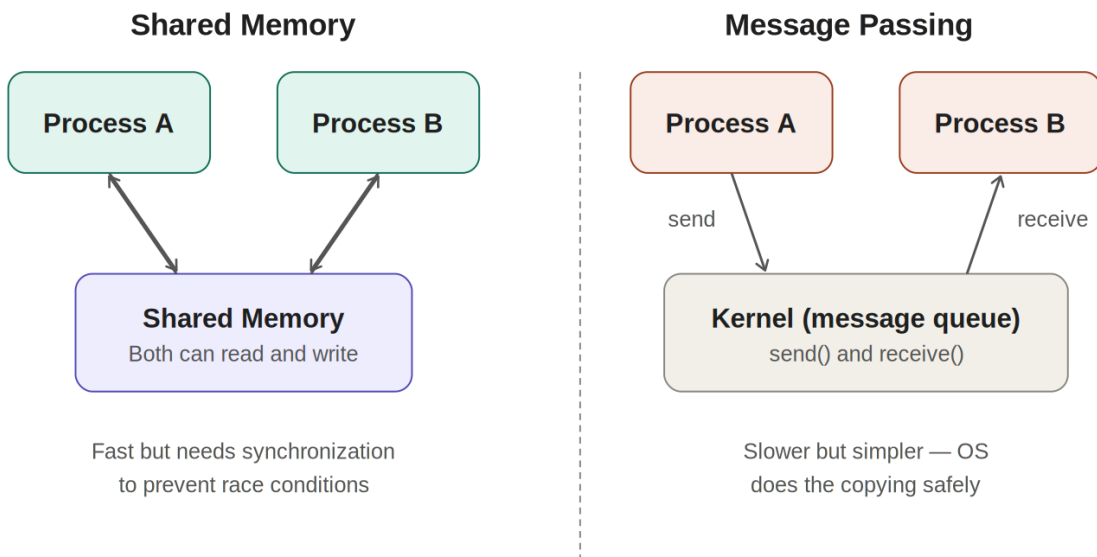 Shared Memory
Process A
Process B
Shared Memory
Both can read and write
Fast but needs synchronization
to prevent race conditions
Message Passing
Process A
Process B
send
receive
Kernel (message queue)
send() and receive()
Slower but simpler — OS
does the copying safely